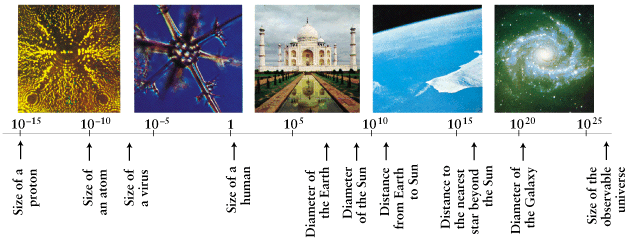 10⁻¹⁵ 10⁻¹⁰ 10⁻⁵ 1 10⁵ 10¹⁰ 10¹⁵ 10²⁰ 10²⁵
Size of a
proton
Size of
an atom
Size of
a virus
Size of a
human
Diameter of
the Earth
Diameter
of the Sun
Distance
from Earth
to Sun
Distance to
the nearest
star beyond
the Sun
Diameter of
the Galaxy
Size of the
observable
universe